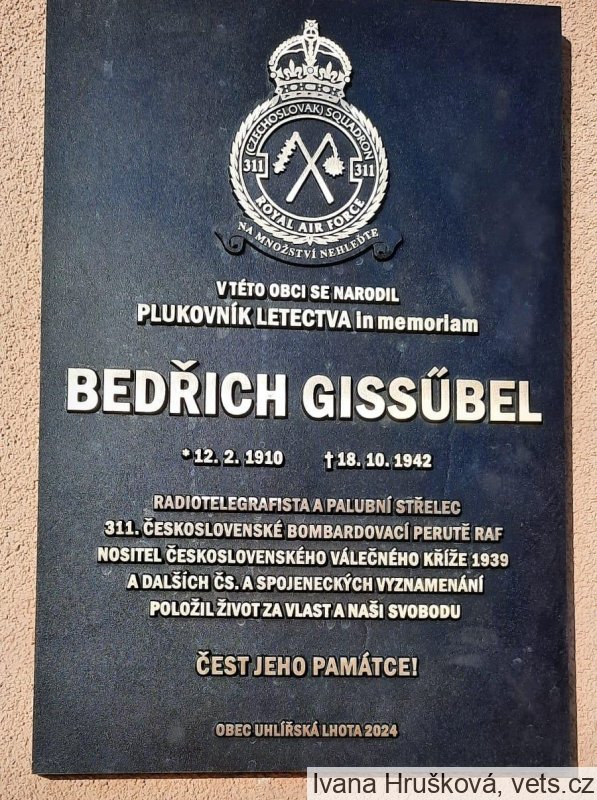 (CZECHOSLOVAK) SQUADRON
311 311
ROYAL AIR FORCE
NA MNOŽSTVÍ NEHLEĎTE
V TÉTO OBCI SE NARODIL
PLUKOVNÍK LETECTVA in memoriam
BEDŘICH GISSŰBEL
* 12. 2. 1910 † 18. 10. 1942
RADIOTELEGRAFISTA A PALUBNÍ STŘELEC
311. ČESKOSLOVENSKÉ BOMBARDOVACÍ PERUTĚ RAF
NOSITEL ČESKOSLOVENSKÉHO VÁLEČNÉHO KŘÍŽE 1939
A DALŠÍCH ČS. A SPOJENECKÝCH VYZNAMENÁNÍ
POLOŽIL ŽIVOT ZA VLAST A NAŠI SVOBODU
ČEST JEHO PAMÁTCE!
OBEC UHLÍŘSKÁ LHOTA 2024
Ivana Hrušková, vets.cz